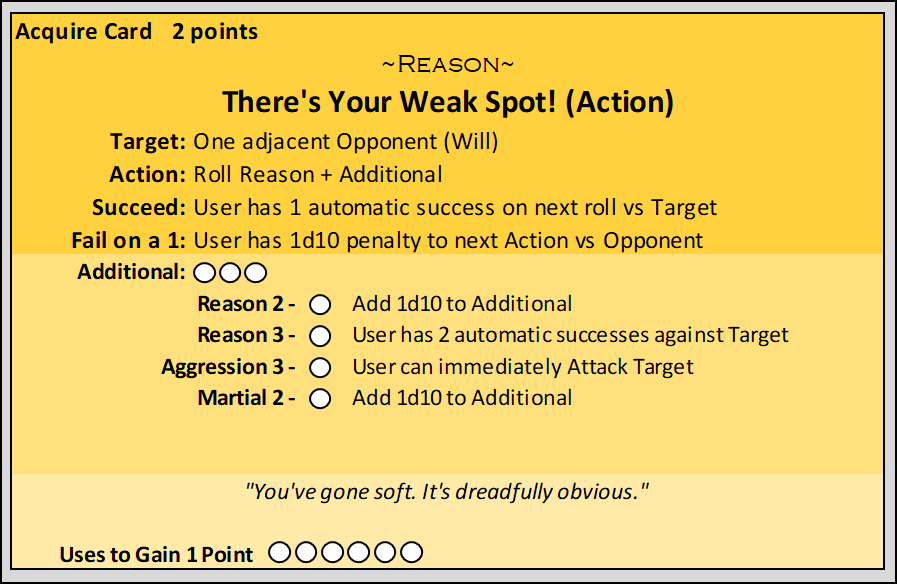 Acquire Card 2 points
~REASON~
There's Your Weak Spot! (Action)
Target: One adjacent Opponent (Will)
Action: Roll Reason + Additional
Succeed: User has 1 automatic success on next roll vs Target
Fail on a 1: User has 1d10 penalty to next Action vs Opponent
Additional:
Reason 2 - Add 1d10 to Additional
Reason 3 - User has 2 automatic successes against Target
Aggression 3 - User can immediately Attack Target
Martial 2 - Add 1d10 to Additional
"You've gone soft. It's dreadfully obvious."
Uses to Gain 1 Point